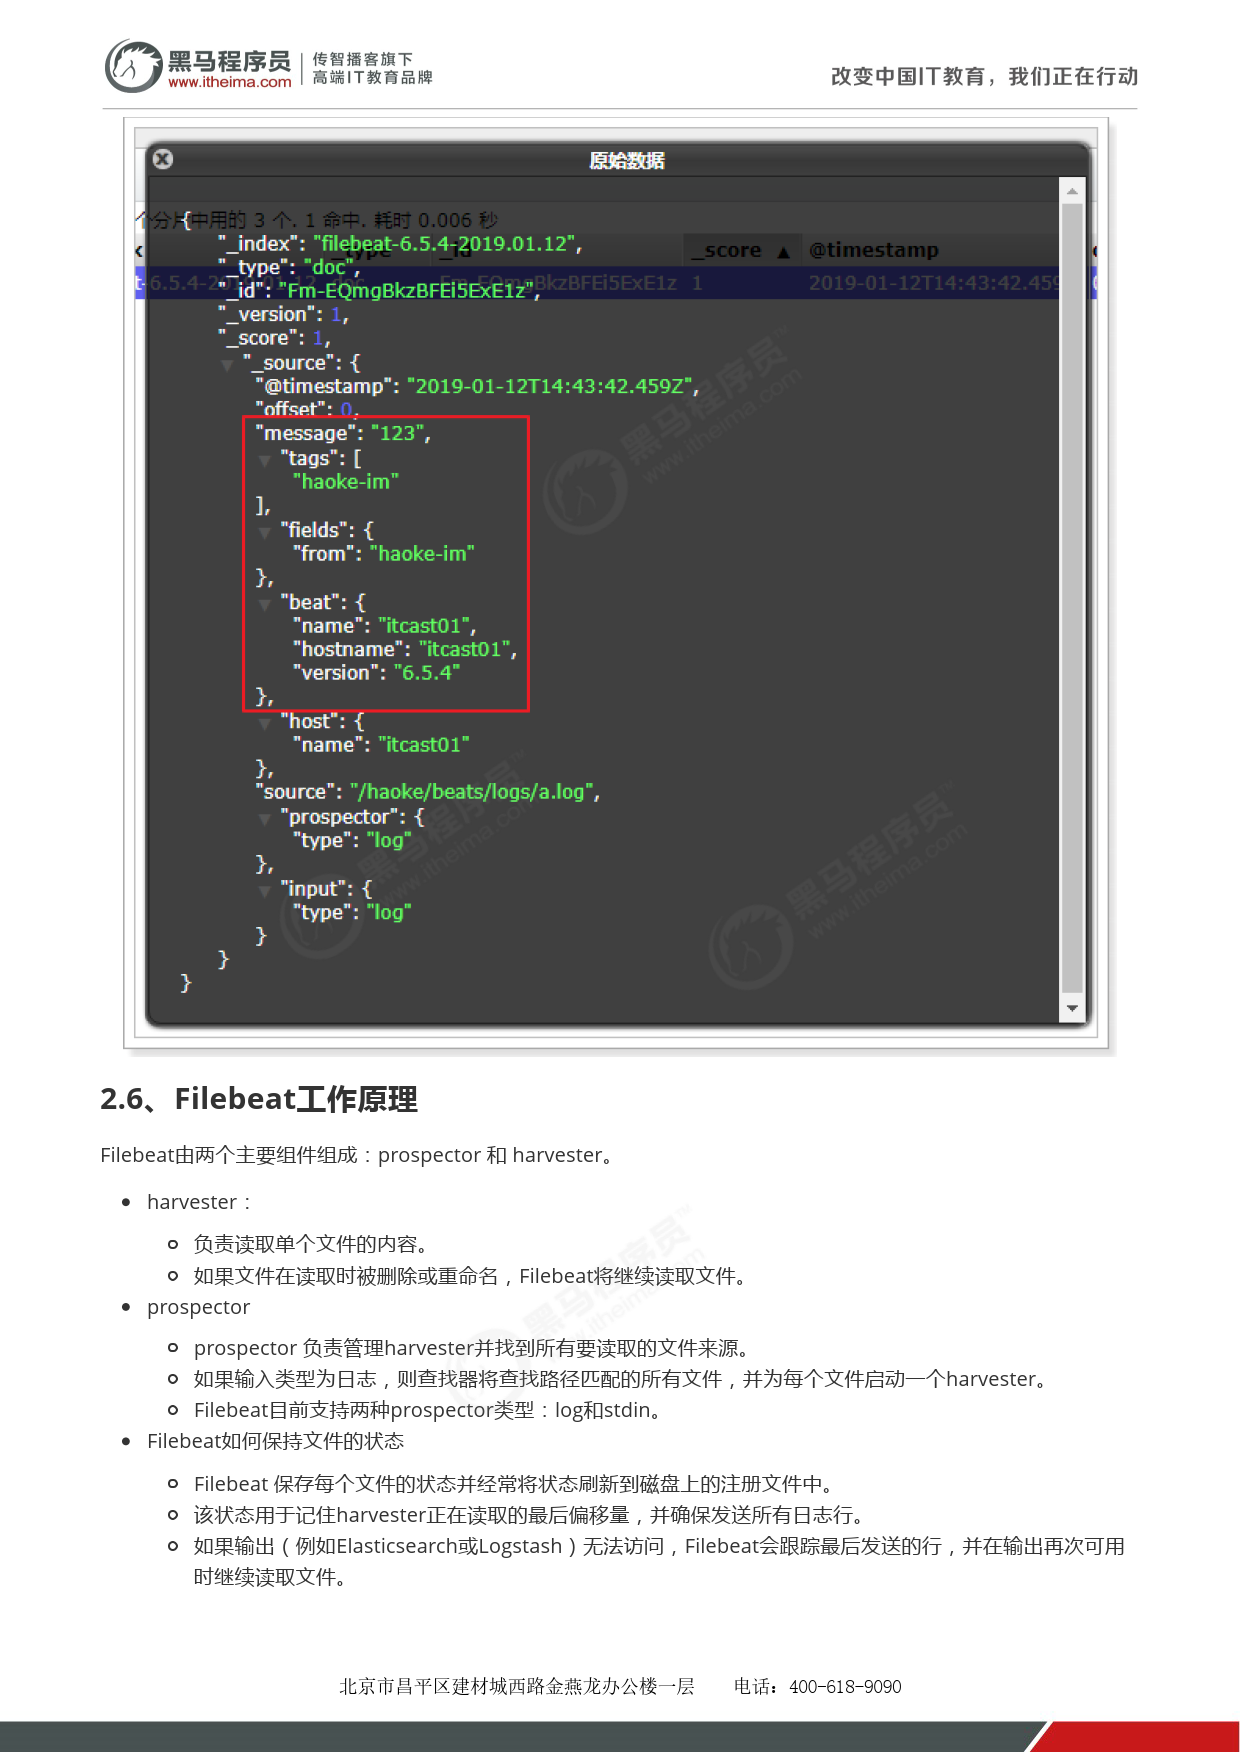 黑马程序员
www.itheima.com
传智播客旗下
高端IT教育品牌
改变中国IT教育，我们正在行动
原始数据
个分片中用的 3 个. 1 命中. 耗时 0.006 秒
_type _id _score ▲ @timestamp
t-6.5.4-2019.01.12 doc Fm-EQmgBkzBFEi5ExE1z 1 2019-01-12T14:43:42.459
{
"_index": "filebeat-6.5.4-2019.01.12",
"_type": "doc",
"_id": "Fm-EQmgBkzBFEi5ExE1z",
"_version": 1,
"_score": 1,
▼ "_source": {
"@timestamp": "2019-01-12T14:43:42.459Z",
"offset": 0,
"message": "123",
▼ "tags": [
"haoke-im"
],
▼ "fields": {
"from": "haoke-im"
},
▼ "beat": {
"name": "itcast01",
"hostname": "itcast01",
"version": "6.5.4"
},
▼ "host": {
"name": "itcast01"
},
"source": "/haoke/beats/logs/a.log",
▼ "prospector": {
"type": "log"
},
▼ "input": {
"type": "log"
}
}
}
2.6、Filebeat工作原理
Filebeat由两个主要组件组成：prospector 和 harvester。
• harvester：
负责读取单个文件的内容。
如果文件在读取时被删除或重命名，Filebeat将继续读取文件。
• prospector
prospector 负责管理harvester并找到所有要读取的文件来源。
如果输入类型为日志，则查找器将查找路径匹配的所有文件，并为每个文件启动一个harvester。
Filebeat目前支持两种prospector类型：log和stdin。
• Filebeat如何保持文件的状态
Filebeat 保存每个文件的状态并经常将状态刷新到磁盘上的注册文件中。
该状态用于记住harvester正在读取的最后偏移量，并确保发送所有日志行。
如果输出（例如Elasticsearch或Logstash）无法访问，Filebeat会跟踪最后发送的行，并在输出再次可用
时继续读取文件。
北京市昌平区建材城西路金燕龙办公楼一层 电话：400-618-9090